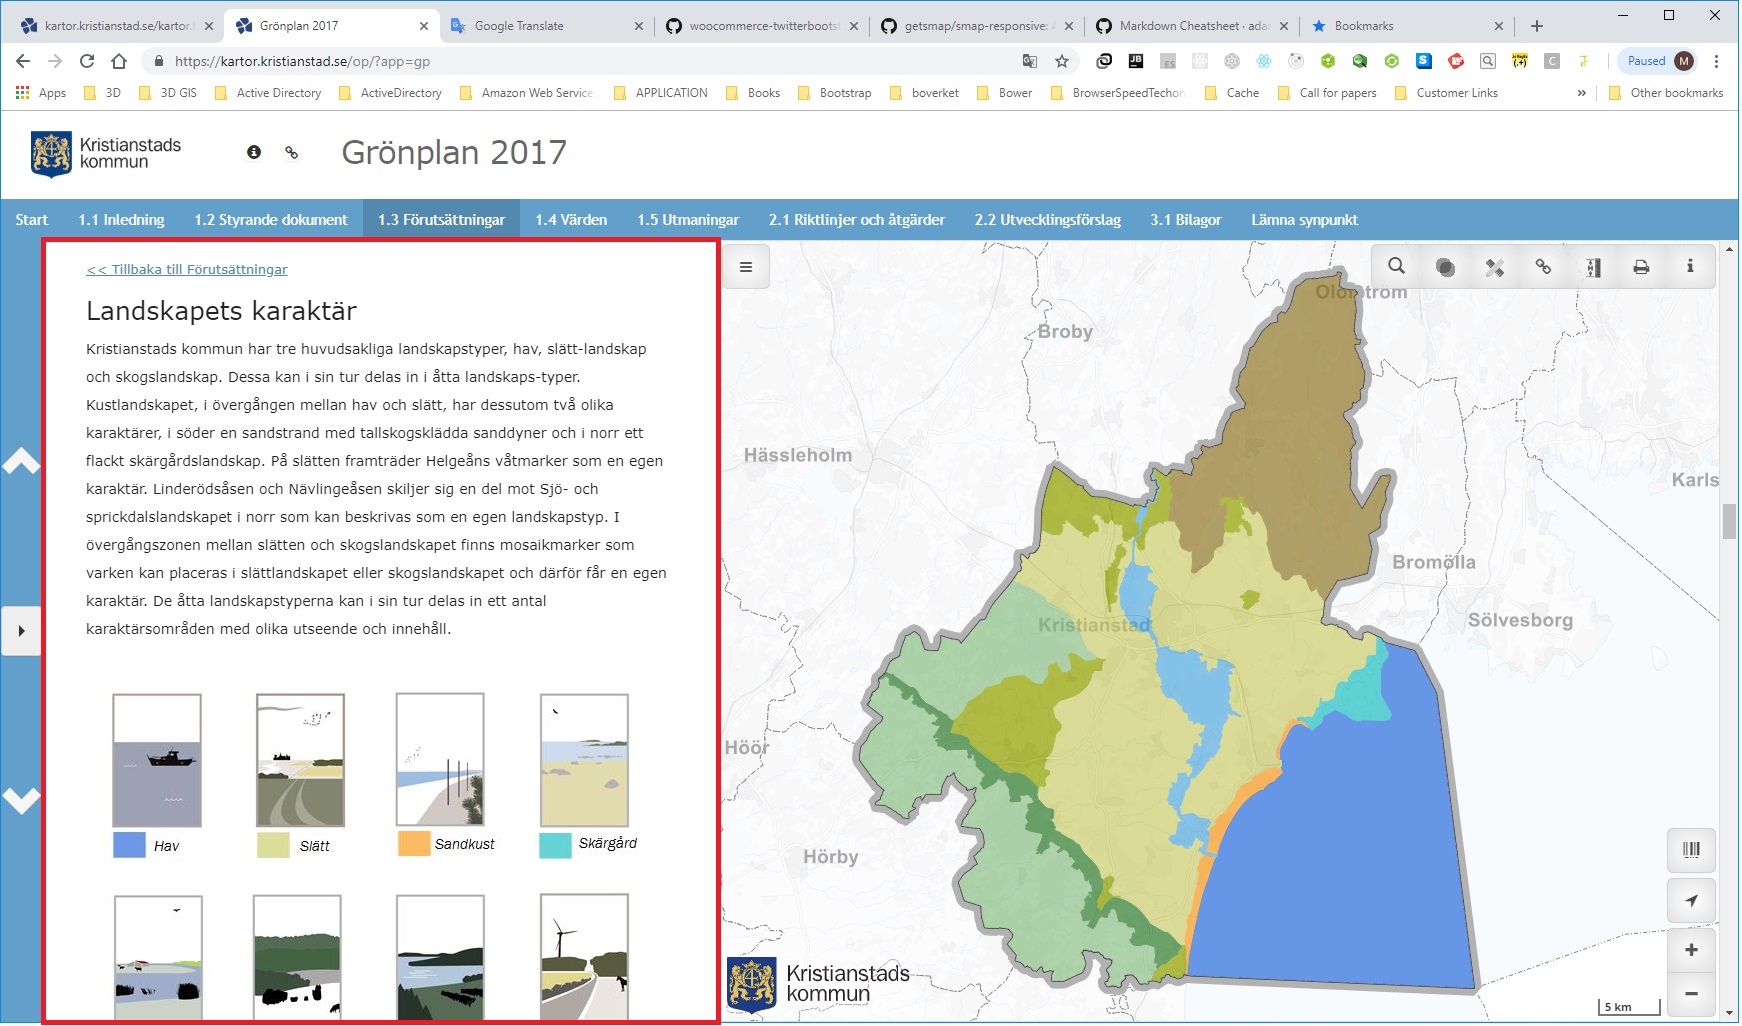 kartor.kristianstad.se/kartor.h
Grönplan 2017
Google Translate
woocommerce-twitterbootst
getsmap/smap-responsive: A
Markdown Cheatsheet · adam
Bookmarks
https://kartor.kristianstad.se/op/?app=gp
JB
ES
S
C
Paused
M
Apps
3D
3D GIS
Active Directory
ActiveDirectory
Amazon Web Service
APPLICATION
Books
Bootstrap
boverket
Bower
BrowserSpeedTechon
Cache
Call for papers
Customer Links
»
Other bookmarks
Kristianstads
kommun
Grönplan 2017
Start
1.1 Inledning
1.2 Styrande dokument
1.3 Förutsättningar
1.4 Värden
1.5 Utmaningar
2.1 Riktlinjer och åtgärder
2.2 Utvecklingsförslag
3.1 Bilagor
Lämna synpunkt
<< Tillbaka till Förutsättningar
Landskapets karaktär
Kristianstads kommun har tre huvudsakliga landskapstyper, hav, slätt-landskap
och skogslandskap. Dessa kan i sin tur delas in i åtta landskaps-typer.
Kustlandskapet, i övergången mellan hav och slätt, har dessutom två olika
karaktärer, i söder en sandstrand med tallskogsklädda sanddyner och i norr ett
flackt skärgårdslandskap. På slätten framträder Helgeåns våtmarker som en egen
karaktär. Linderödsåsen och Nävlingeåsen skiljer sig en del mot Sjö- och
sprickdalslandskapet i norr som kan beskrivas som en egen landskapstyp. I
övergångszonen mellan slätten och skogslandskapet finns mosaikmarker som
varken kan placeras i slättlandskapet eller skogslandskapet och därför får en egen
karaktär. De åtta landskapstyperna kan i sin tur delas in ett antal
karaktärsområden med olika utseende och innehåll.
Hav
Slätt
Sandkust
Skärgård
Olofström
Broby
Hässleholm
Karls
Bromölla
Kristianstad
Sölvesborg
Höör
Hörby
Kristianstads
kommun
5 km